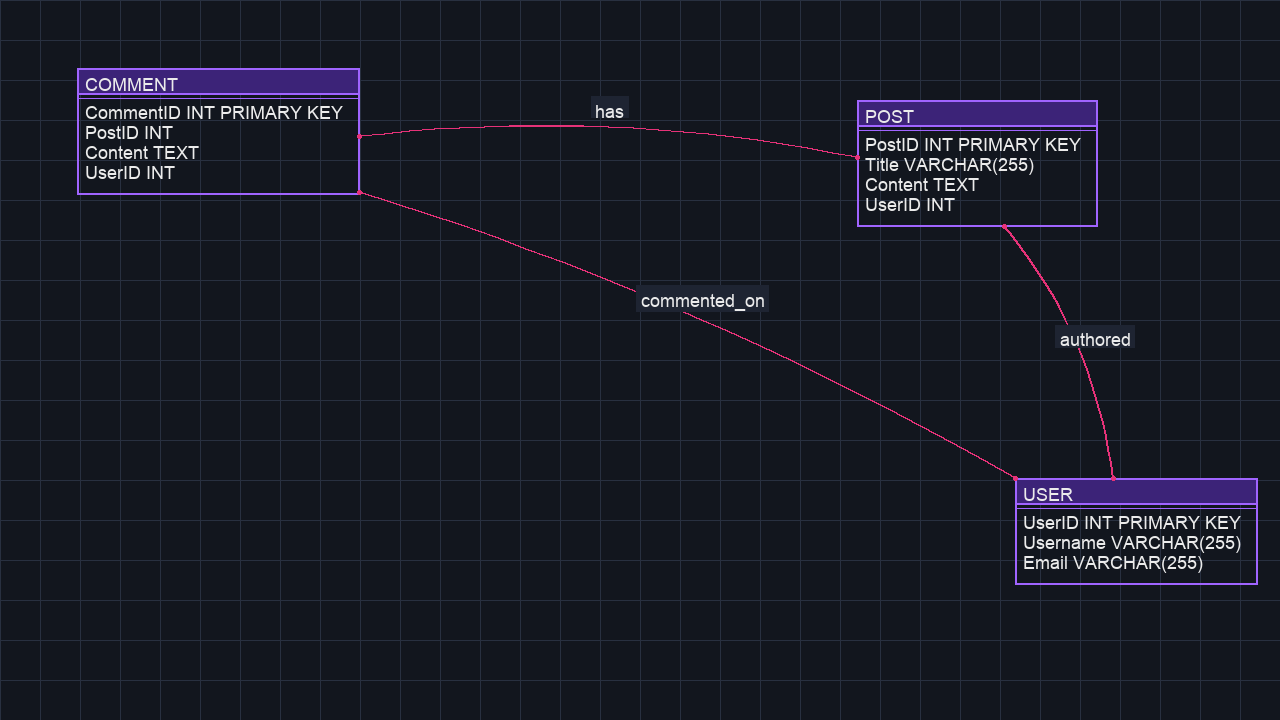 COMMENT
CommentID INT PRIMARY KEY
PostID INT
Content TEXT
UserID INT
has
POST
PostID INT PRIMARY KEY
Title VARCHAR(255)
Content TEXT
UserID INT
commented_on
authored
USER
UserID INT PRIMARY KEY
Username VARCHAR(255)
Email VARCHAR(255)